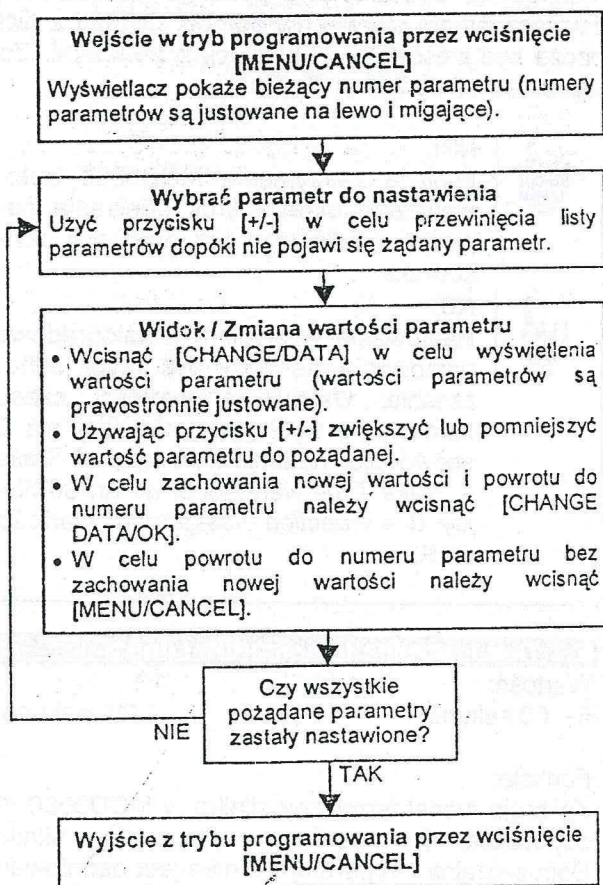 Wejście w tryb programowania przez wciśnięcie
[MENU/CANCEL]
Wyświetlacz pokaże bieżący numer parametru (numery
parametrów są justowane na lewo i migające).
Wybrać parametr do nastawienia
Użyć przycisku [+/-] w celu przewinięcia listy
parametrów dopóki nie pojawi się żądany parametr.
Widok / Zmiana wartości parametru
• Wcisnąć [CHANGE/DATA] w celu wyświetlenia
wartości parametru (wartości parametrów są
prawostronnie justowane).
• Używając przycisku [+/-] zwiększyć lub pomniejszyć
wartość parametru do pożądanej.
• W celu zachowania nowej wartości i powrotu do
numeru parametru należy wcisnąć [CHANGE
DATA/OK].
• W celu powrotu do numeru parametru bez
zachowania nowej wartości należy wcisnąć
[MENU/CANCEL].
Czy wszystkie
pożądane parametry
zastały nastawione?
NIE
TAK
Wyjście z trybu programowania przez wciśnięcie
[MENU/CANCEL]